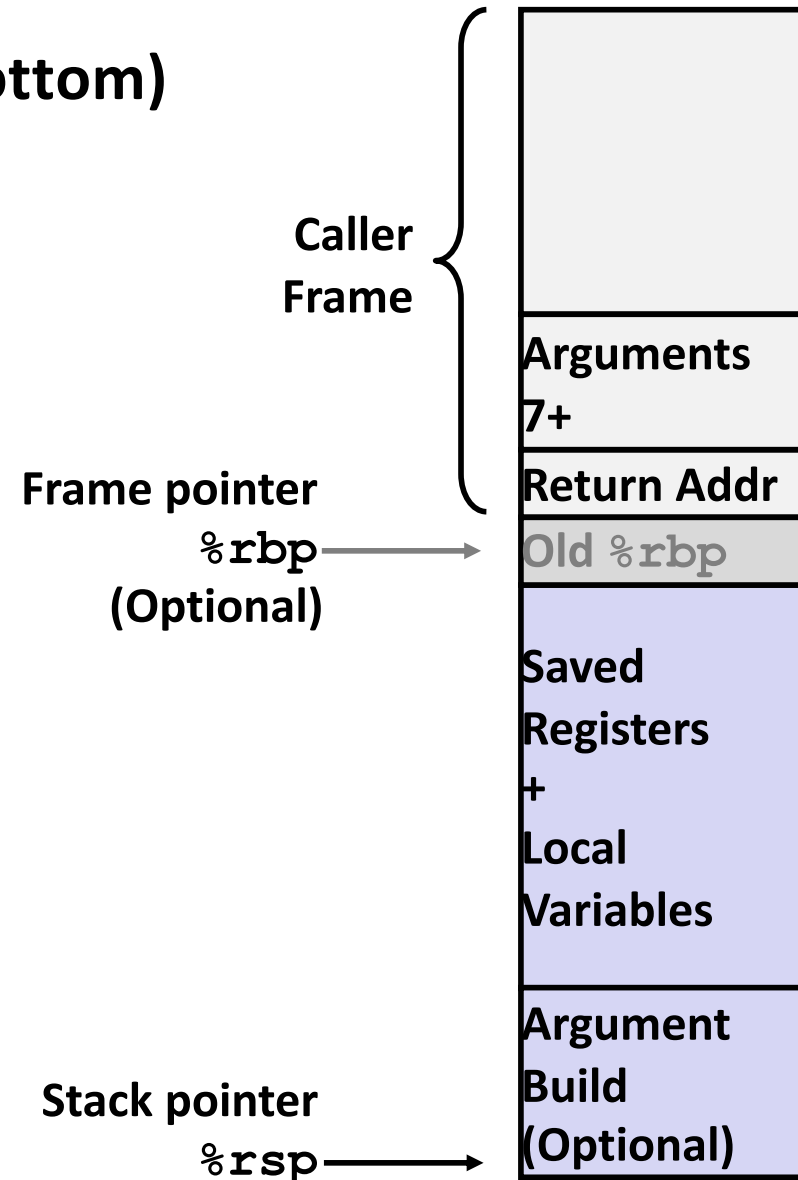 ottom)
Caller
Frame
Arguments
7+
Frame pointer
%rbp
(Optional)
Return Addr
Old %rbp
Saved
Registers
+
Local
Variables
Argument
Build
(Optional)
Stack pointer
%rsp